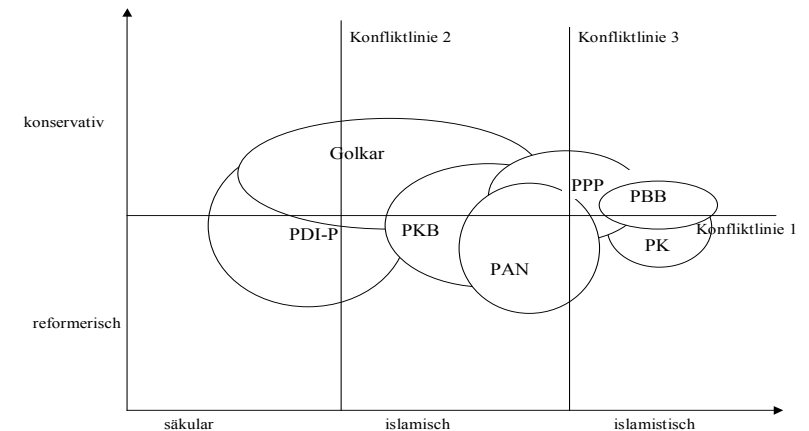 Konfliktlinie 2
Konfliktlinie 3
konservativ
Golkar
PPP
PBB
PDI-P
PKB
Konfliktlinie 1
PK
PAN
reformerisch
säkular
islamisch
islamistisch